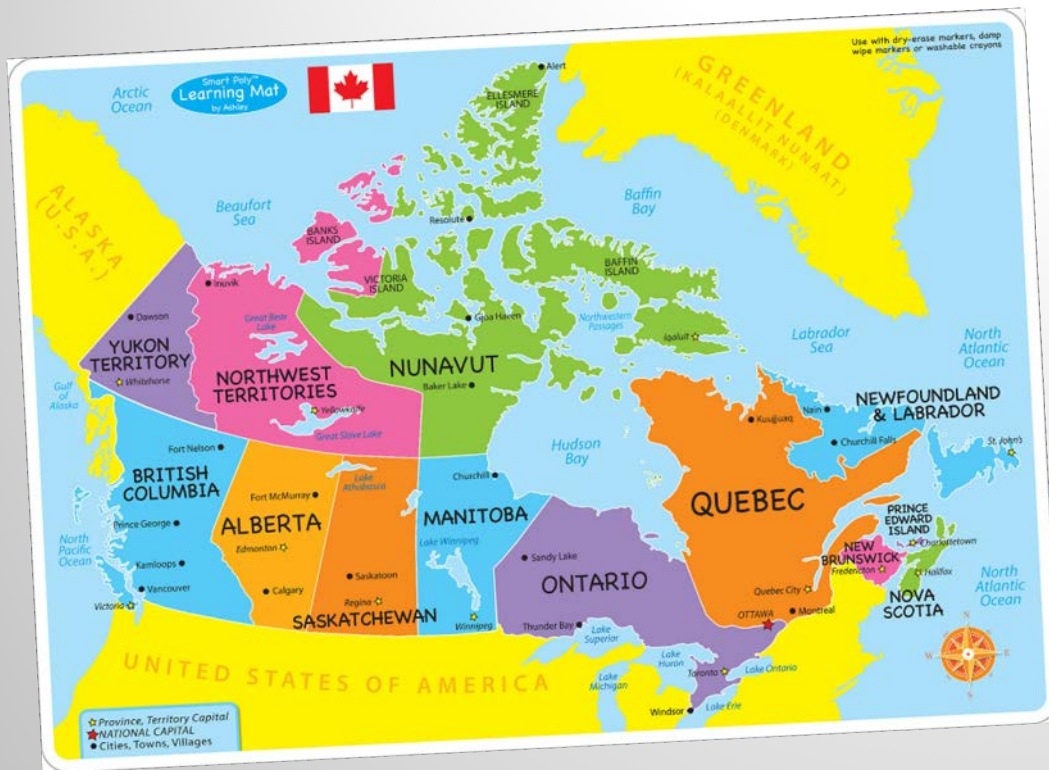 Smart Poly™
Learning Mat
by Ashley
Use with dry-erase markers, damp
wipe markers or washable crayons
Arctic
Ocean
Alert
ELLESMERE
ISLAND
GREENLAND
(KALAALLIT NUNAAT)
(DENMARK)
ALASKA
(U.S.A.)
Beaufort
Sea
Baffin
Bay
Resolute
BANKS
ISLAND
VICTORIA
ISLAND
BAFFIN
ISLAND
Inuvik
Dawson
Great Bear
Lake
Gjoa Haven
Northwestern
Passages
Iqaluit
Labrador
Sea
North
Atlantic
Ocean
YUKON
TERRITORY
Whitehorse
NORTHWEST
TERRITORIES
Yellowknife
Great Slave Lake
NUNAVUT
Baker Lake
Gulf
of
Alaska
Kuujjuaq
Nain
NEWFOUNDLAND
& LABRADOR
Churchill Falls
St. John's
Fort Nelson
BRITISH
COLUMBIA
Prince George
Kamloops
Vancouver
Victoria
North
Pacific
Ocean
Fort McMurray
ALBERTA
Edmonton
Calgary
Lake
Athabasca
Saskatoon
Regina
SASKATCHEWAN
Churchill
MANITOBA
Lake Winnipeg
Winnipeg
Hudson
Bay
Sandy Lake
ONTARIO
Thunder Bay
QUEBEC
Quebec City
OTTAWA
Montreal
PRINCE
EDWARD
ISLAND
Charlottetown
NEW
BRUNSWICK
Fredericton
Halifax
NOVA
SCOTIA
North
Atlantic
Ocean
Lake
Superior
Lake
Huron
Lake
Michigan
Toronto
Lake Ontario
Windsor
Lake Erie
UNITED STATES OF AMERICA
N
W
E
S
Province, Territory Capital
NATIONAL CAPITAL
Cities, Towns, Villages